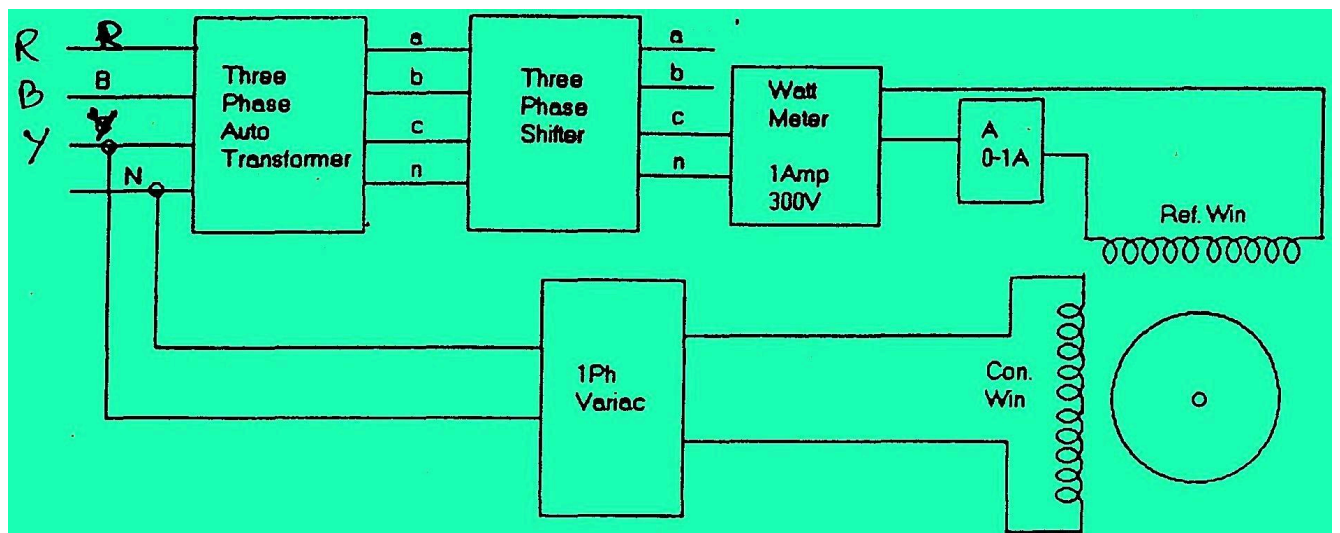 R R
B B
Y
N
Three
Phase
Auto
Transformer
a
b
c
n
Three
Phase
Shifter
a
b
c
n
Watt
Meter
1Amp
300V
A
0-1A
Ref. Win
1Ph
Variac
Con.
Win